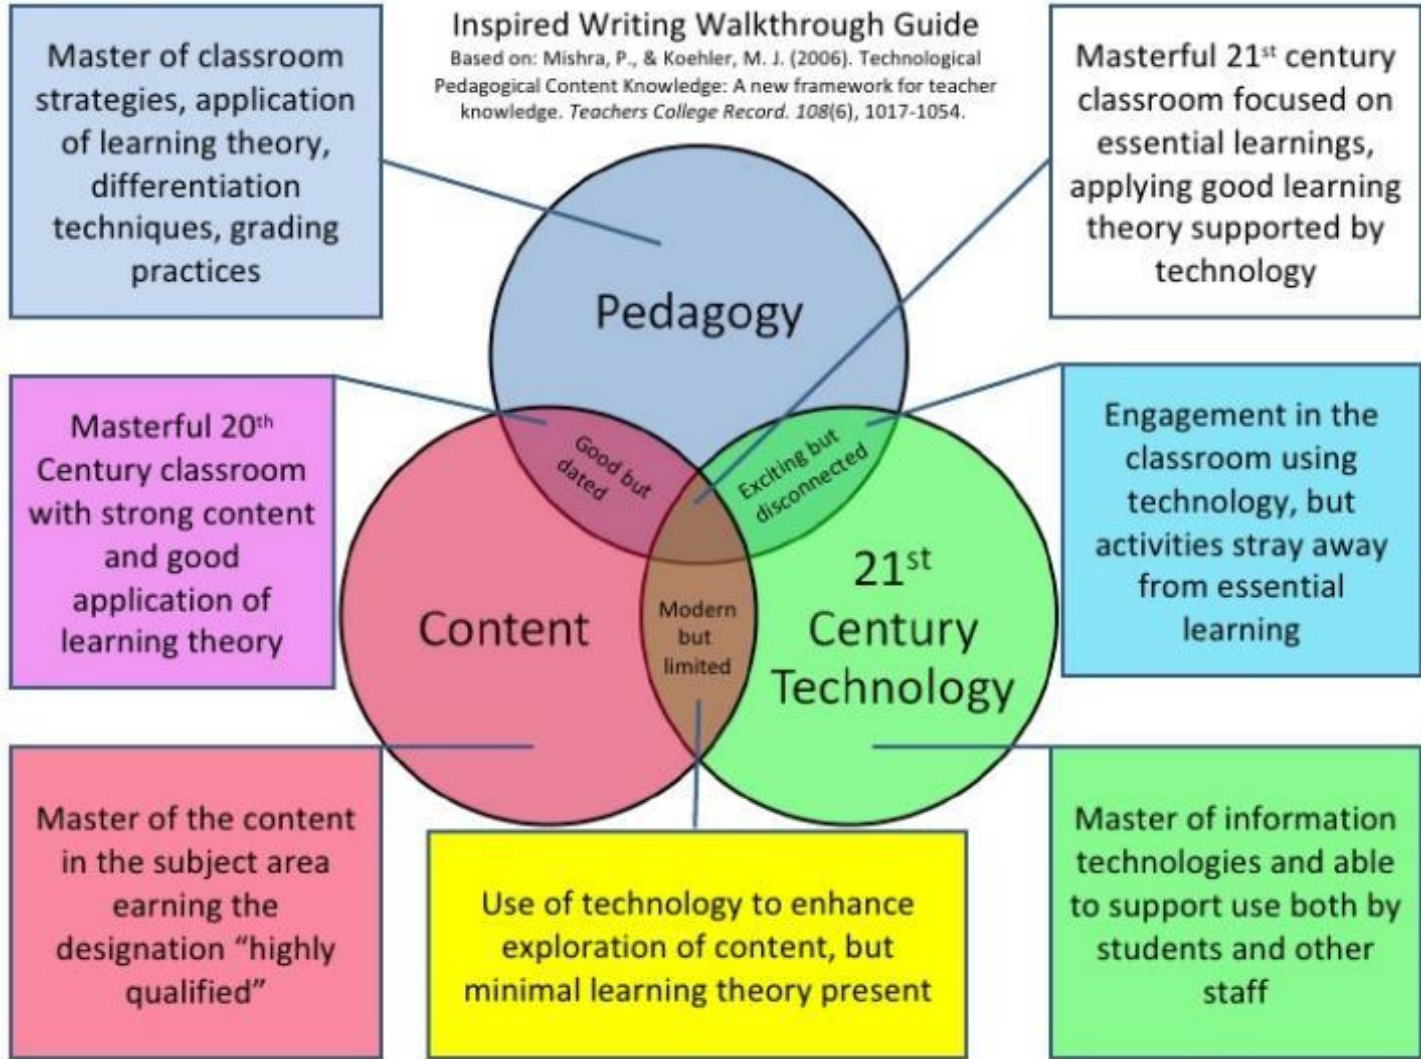 Inspired Writing Walkthrough Guide
Based on: Mishra, P., & Koehler, M. J. (2006). Technological
Pedagogical Content Knowledge: A new framework for teacher
knowledge. Teachers College Record. 108(6), 1017-1054.
Master of classroom
strategies, application
of learning theory,
differentiation
techniques, grading
practices
Masterful 21st century
classroom focused on
essential learnings,
applying good learning
theory supported by
technology
Pedagogy
Masterful 20th
Century classroom
with strong content
and good
application of
learning theory
Good but
dated
Exciting but
disconnected
Engagement in the
classroom using
technology, but
activities stray away
from essential
learning
Content
Modern
but
limited
21st
Century
Technology
Master of the content
in the subject area
earning the
designation “highly
qualified”
Use of technology to enhance
exploration of content, but
minimal learning theory present
Master of information
technologies and able
to support use both by
students and other
staff